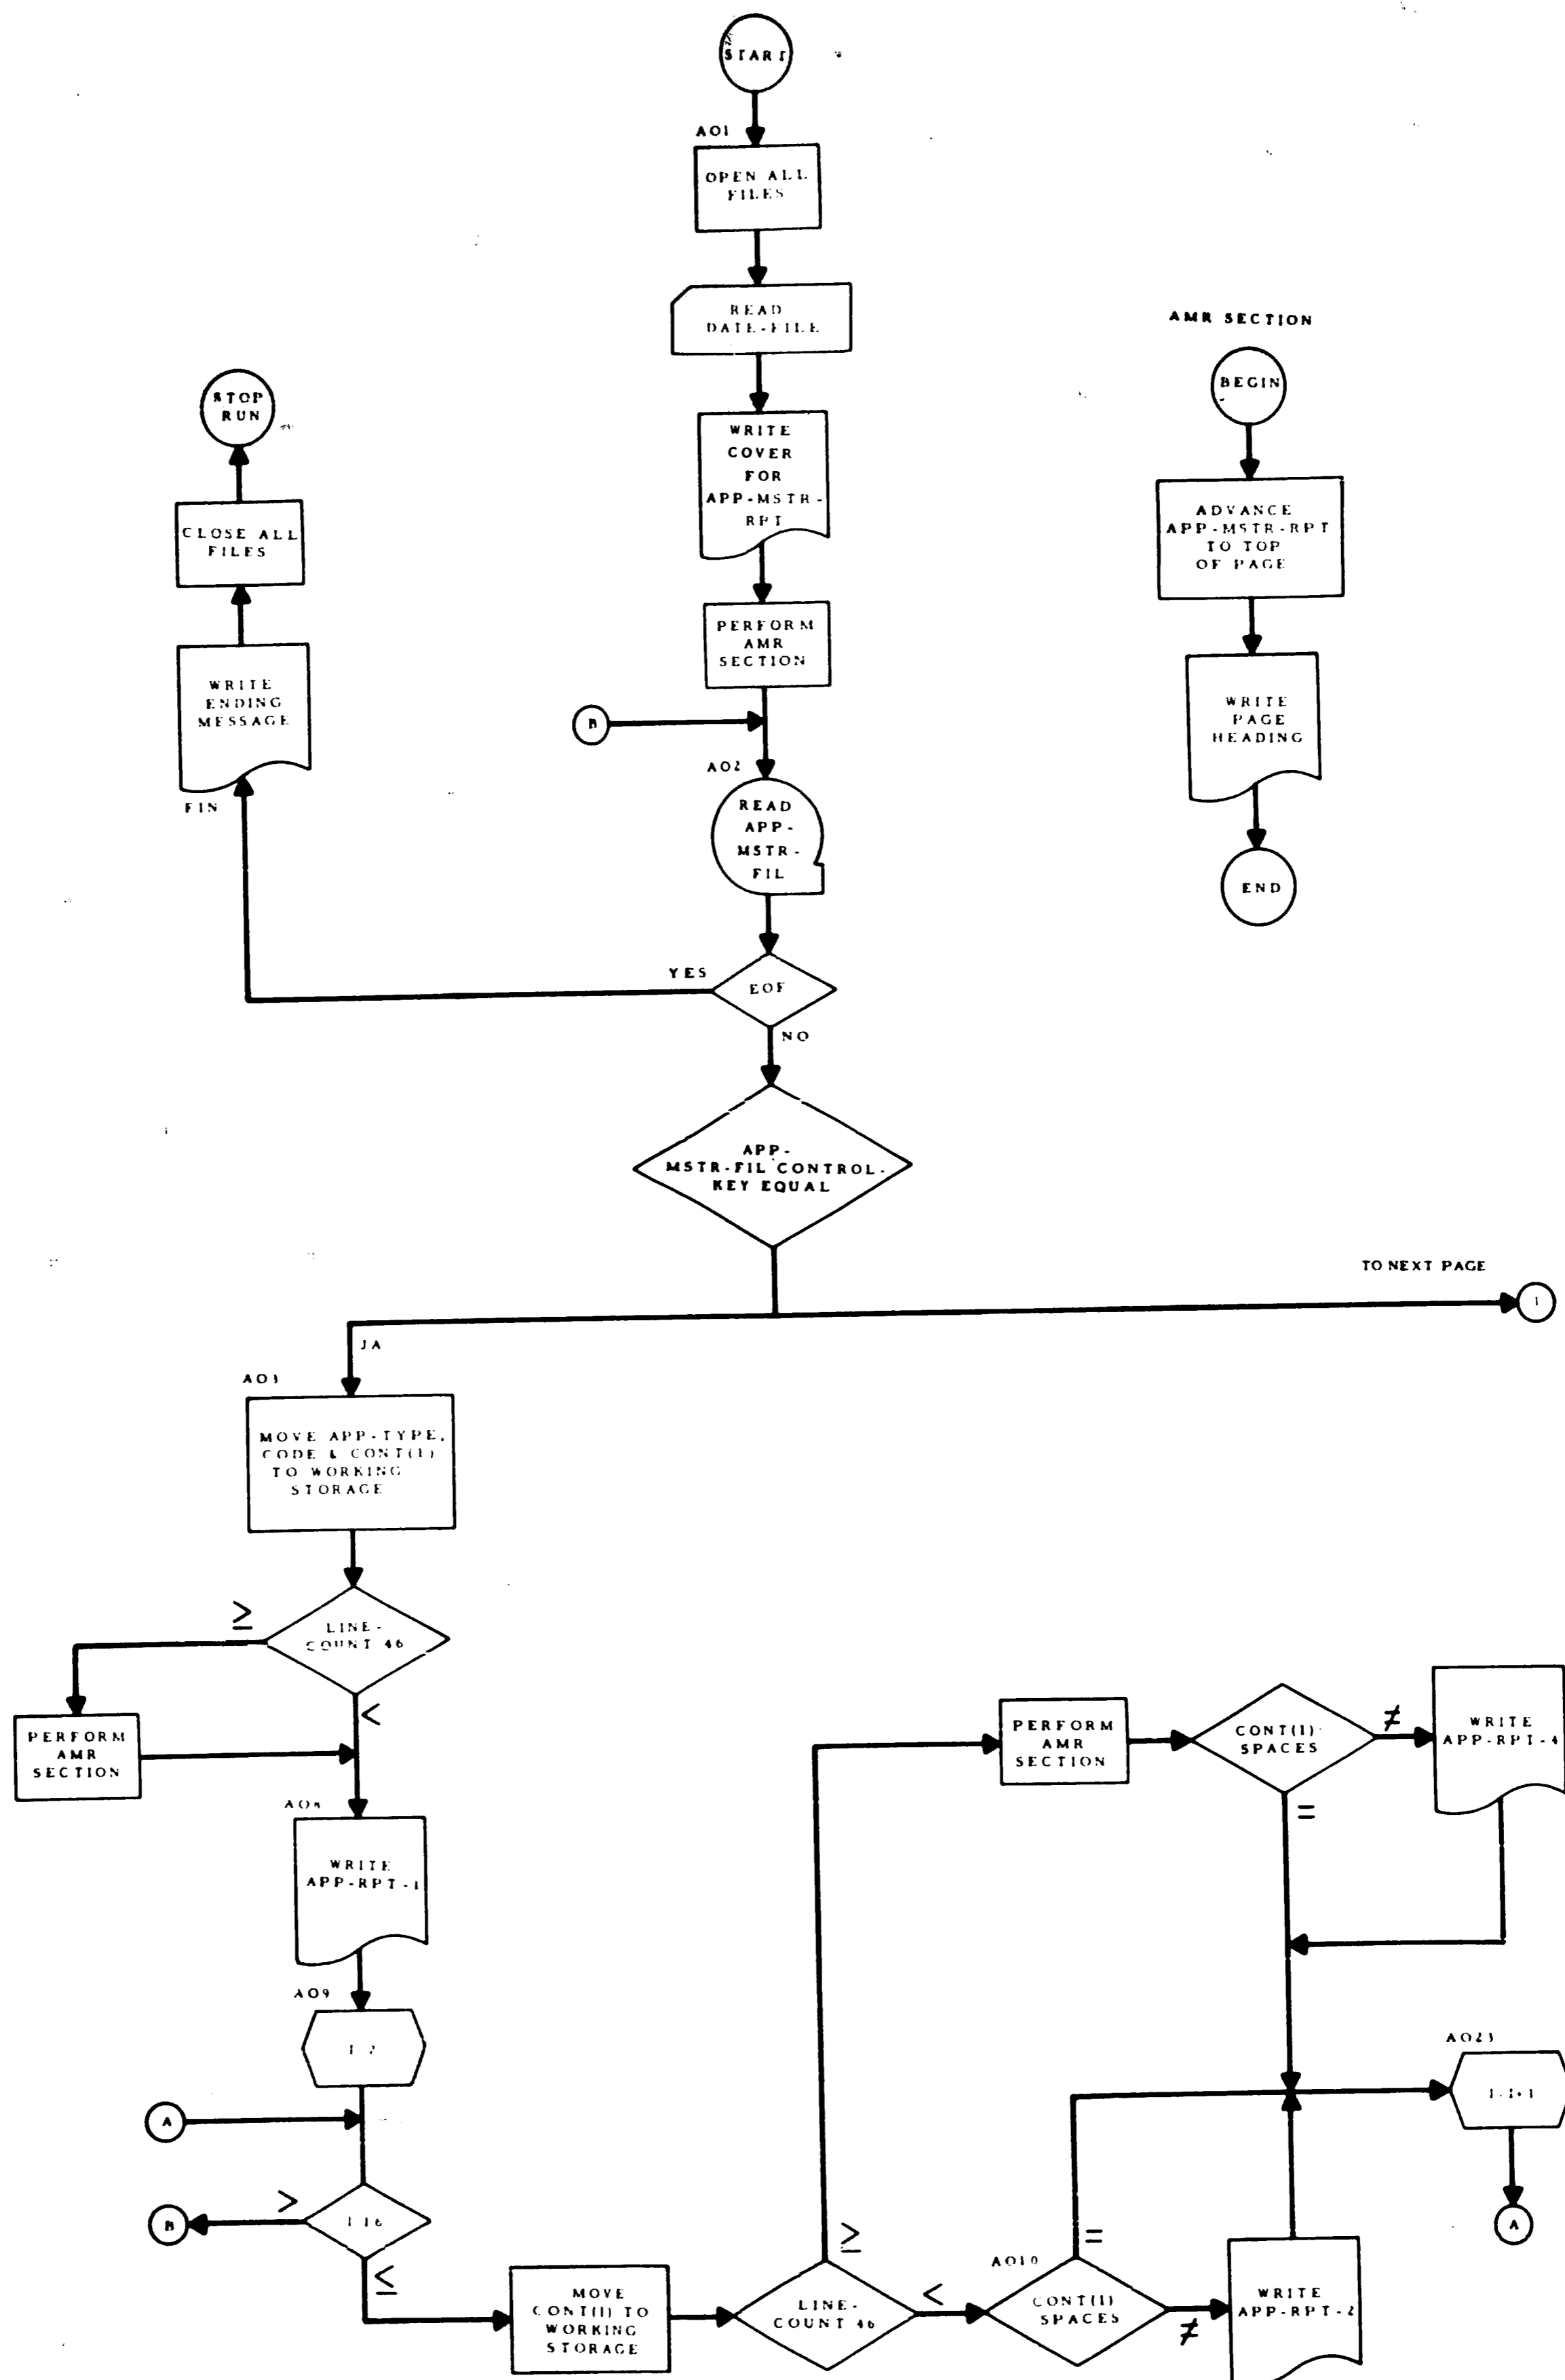 START
A01
OPEN ALL
FILES
READ
DATE-FILE
WRITE
COVER
FOR
APP-MSTR-
RPT
PERFORM
AMR
SECTION
B
A02
READ
APP-
MSTR-
FIL
EOF
YES
NO
STOP
RUN
CLOSE ALL
FILES
WRITE
ENDING
MESSAGE
FIN
AMR SECTION
BEGIN
ADVANCE
APP-MSTR-RPT
TO TOP
OF PAGE
WRITE
PAGE
HEADING
END
APP-
MSTR-FIL CONTROL-
KEY EQUAL
TO NEXT PAGE
1
JA
A03
MOVE APP-TYPE,
CODE & CONT(1)
TO WORKING
STORAGE
LINE-
COUNT 46
≥
<
PERFORM
AMR
SECTION
A08
WRITE
APP-RPT-1
A09
A
>
B
≤
MOVE
CONT(I) TO
WORKING
STORAGE
LINE-
COUNT 46
≥
<
PERFORM
AMR
SECTION
CONT(I)
SPACES
≠
=
WRITE
APP-RPT-4
A010
CONT(I)
SPACES
=
≠
WRITE
APP-RPT-2
A023
A